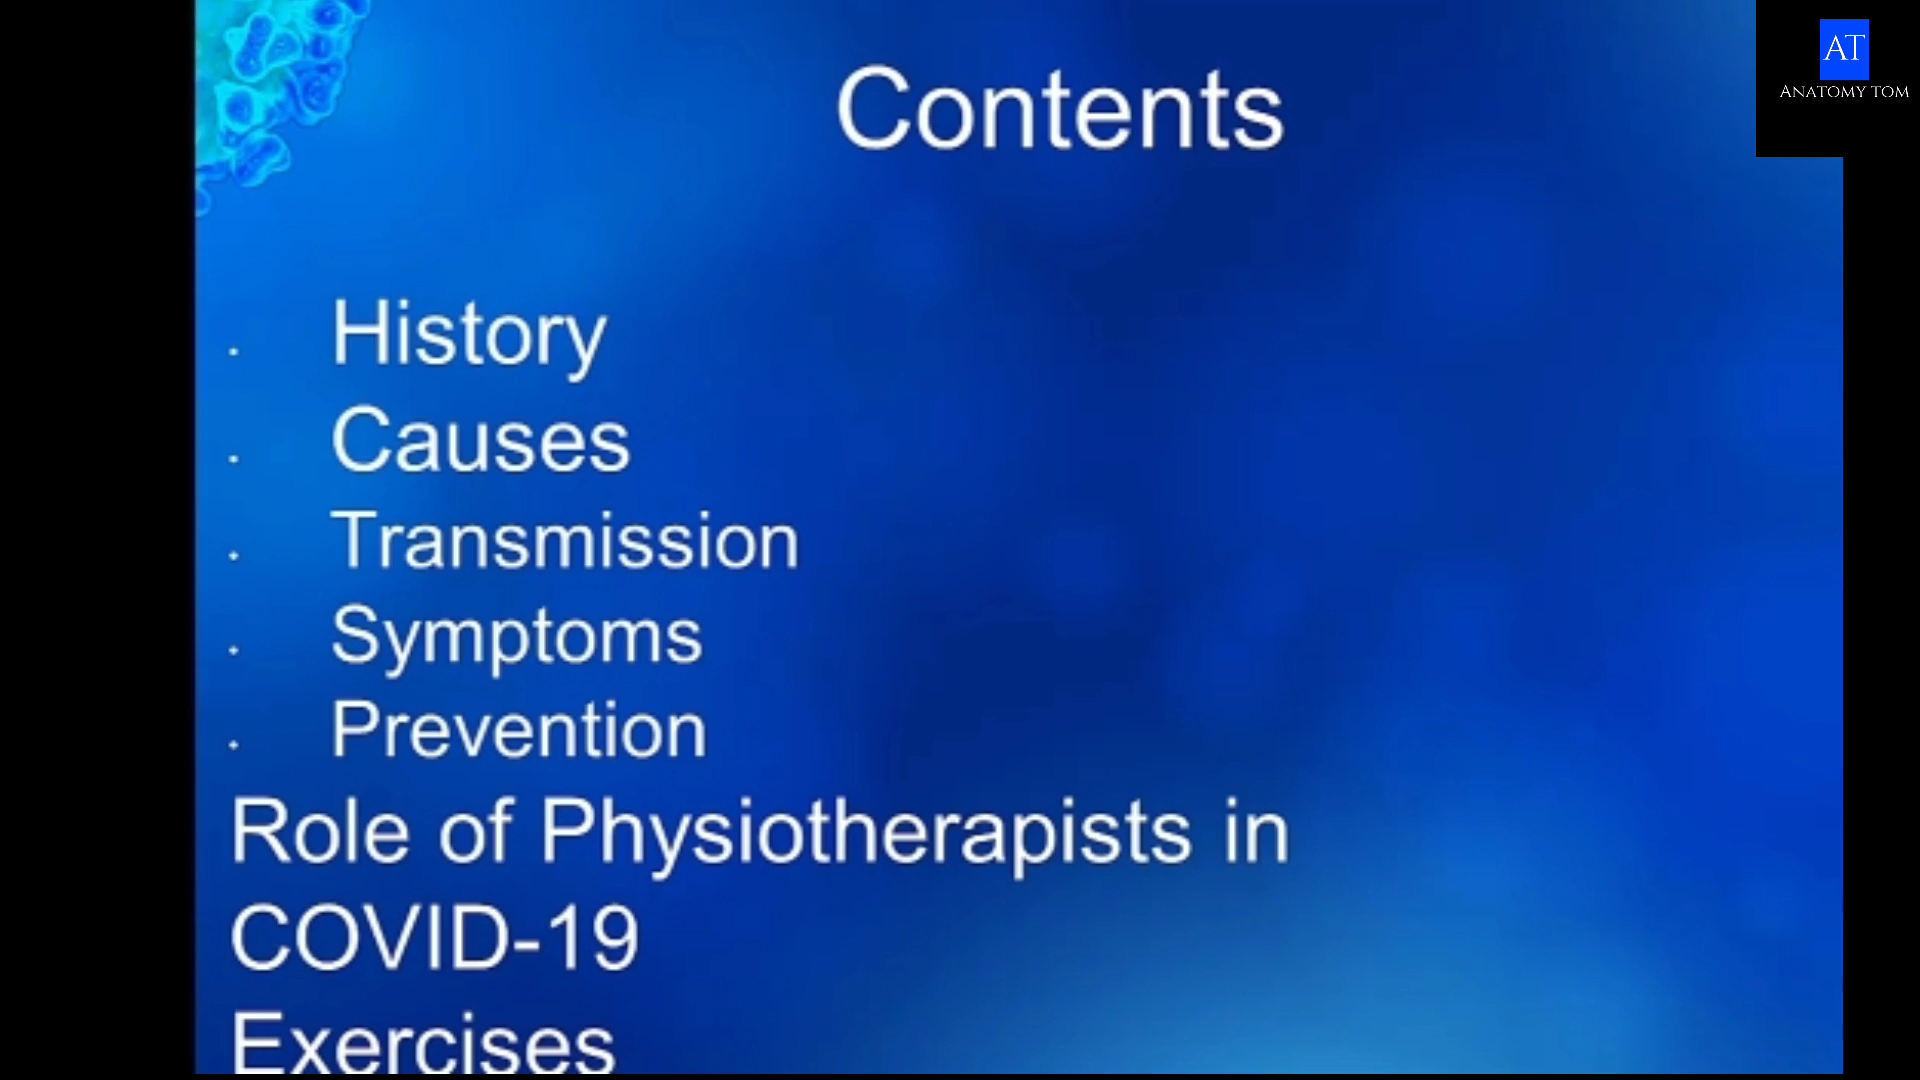 Contents
AT
ANATOMY TOM
. History
. Causes
. Transmission
. Symptoms
. Prevention
Role of Physiotherapists in
COVID-19
Exercises